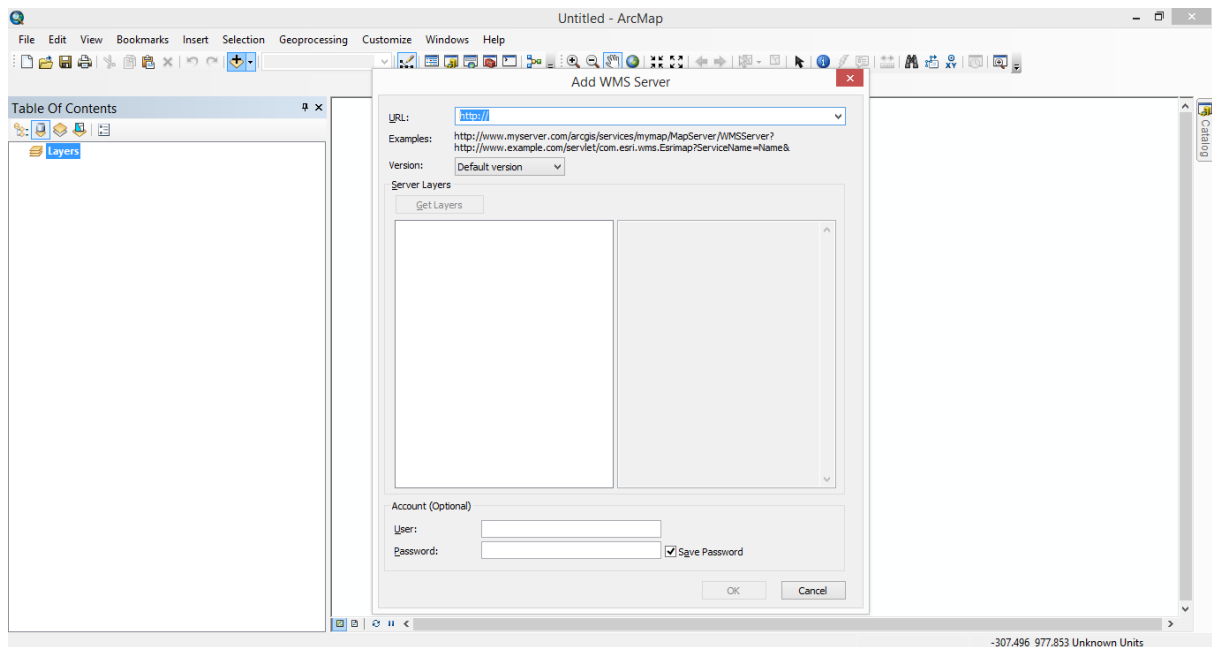 Untitled - ArcMap
File Edit View Bookmarks Insert Selection Geoprocessing Customize Windows Help
Add WMS Server
Table Of Contents
Layers
URL: http://
Examples: http://www.myserver.com/arcgis/services/mymap/MapServer/WMSServer?
http://www.example.com/servlet/com.esri.wms.Esrimap?ServiceName=Name&
Version: Default version
Server Layers
Get Layers
Account (Optional)
User:
Password: Save Password
OK Cancel
Catalog
-307.496 977.853 Unknown Units